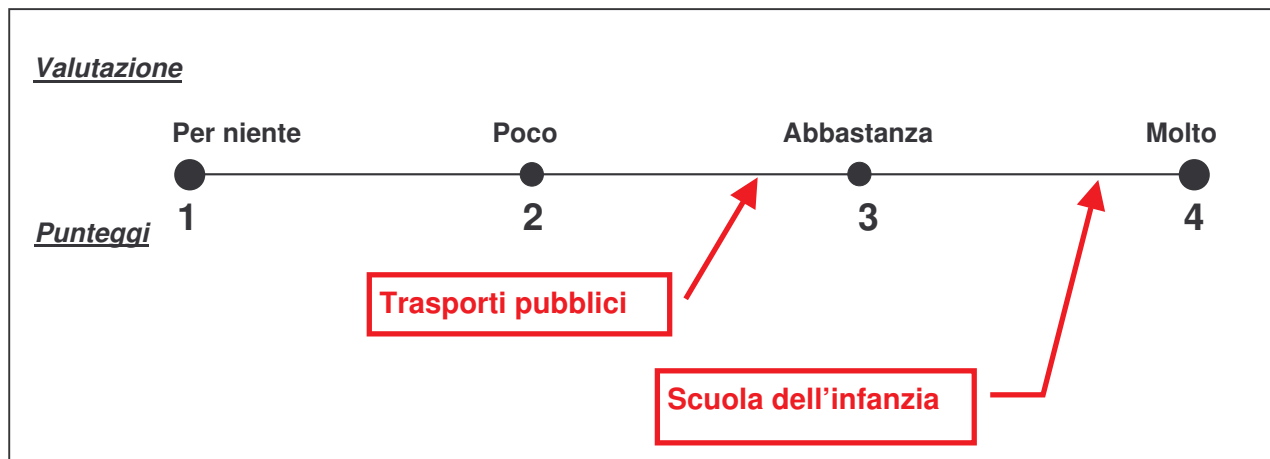 Valutazione
Per niente Poco Abbastanza Molto
1 2 3 4
Punteggi
Trasporti pubblici
Scuola dell’infanzia